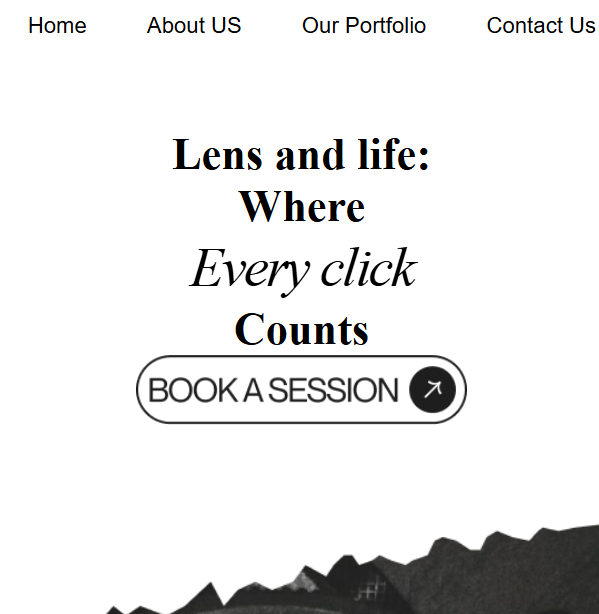 Home About US Our Portfolio Contact Us
Lens and life:
Where
Every click
Counts
BOOK A SESSION